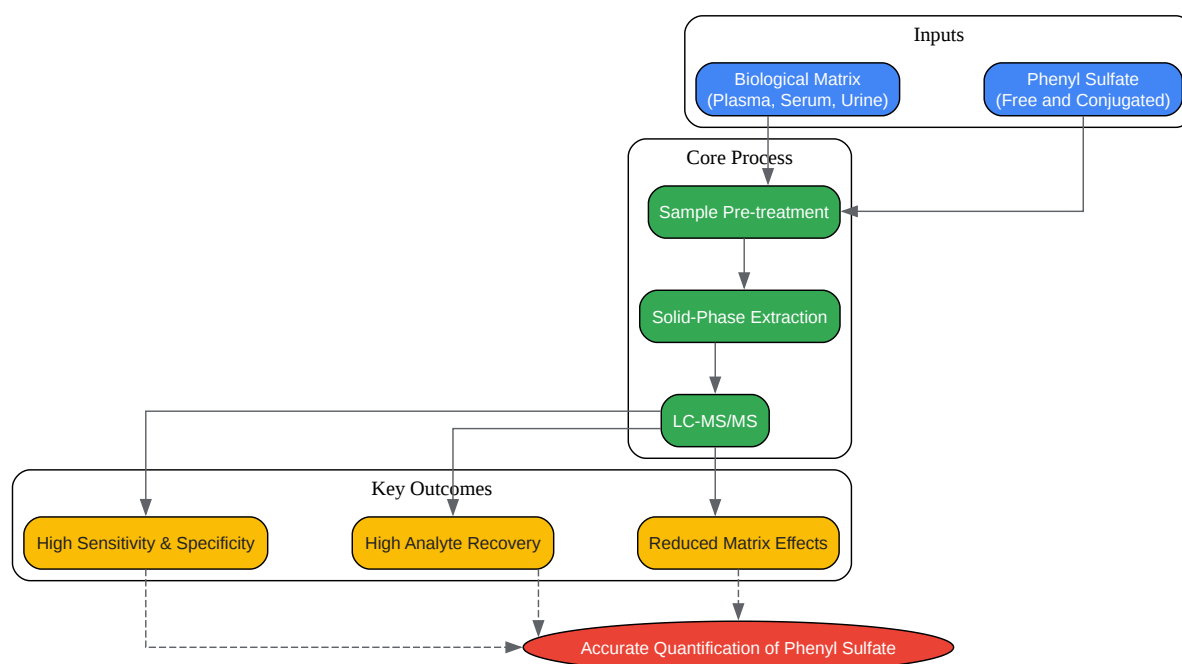 Inputs
Biological Matrix
(Plasma, Serum, Urine)
Phenyl Sulfate
(Free and Conjugated)
Core Process
Sample Pre-treatment
Solid-Phase Extraction
LC-MS/MS
Key Outcomes
High Sensitivity & Specificity
High Analyte Recovery
Reduced Matrix Effects
Accurate Quantification of Phenyl Sulfate